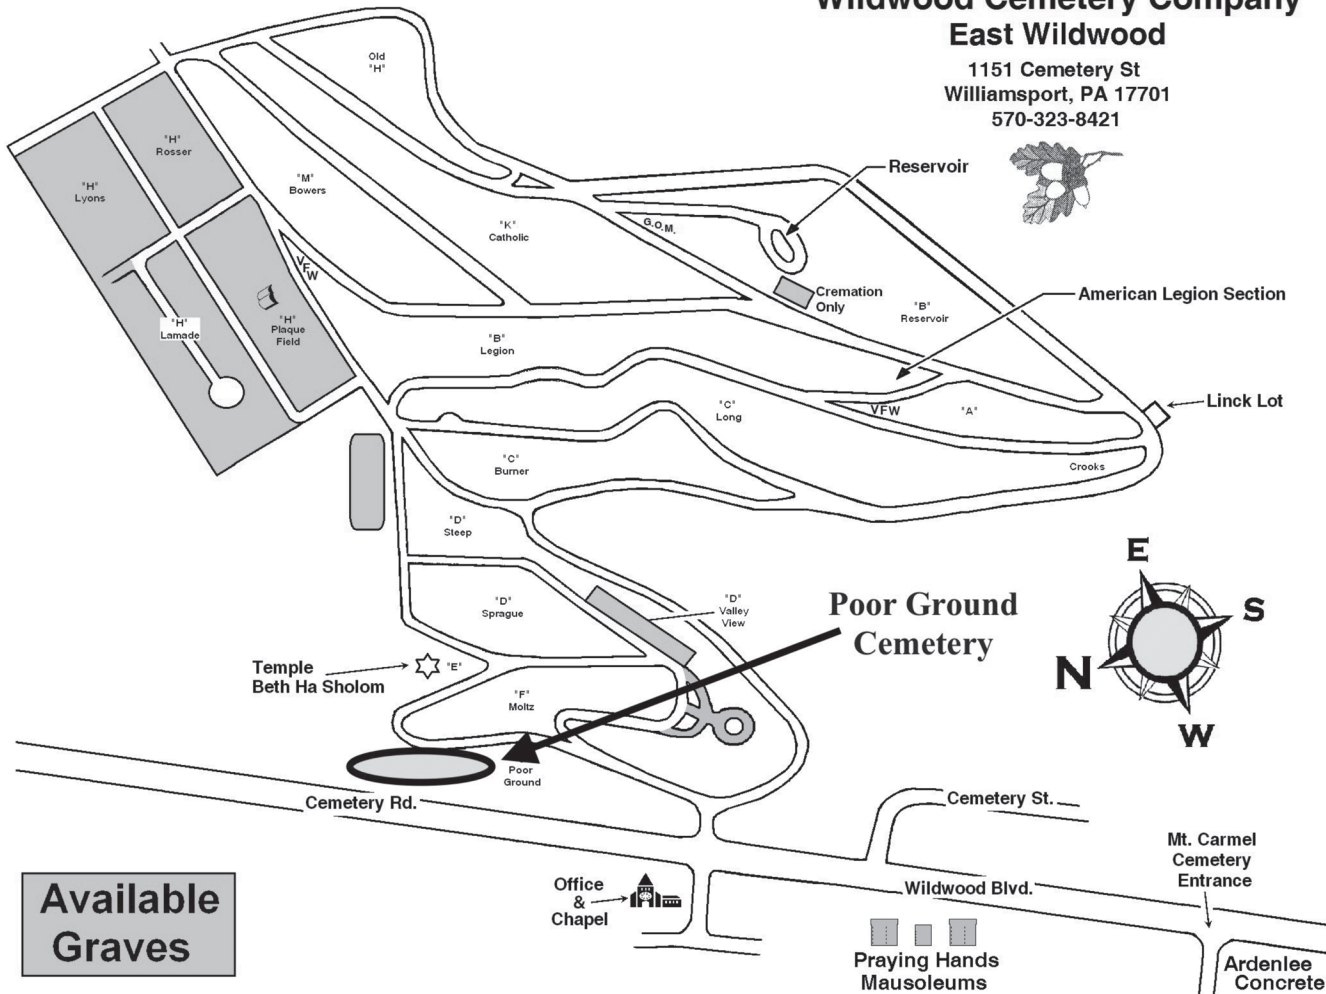 Wildwood Cemetery Company
East Wildwood
1151 Cemetery St
Williamsport, PA 17701
570-323-8421
Old
"H"
"H"
Rosser
"H"
Lyons
"M"
Bowers
"K"
Catholic
G.O.M.
Reservoir
VFW
Cremation
Only
"B"
Reservoir
American Legion Section
"H"
Lamade
"H"
Plaque
Field
"B"
Legion
"C"
Long
VFW
"A"
Linck Lot
"C"
Burner
Crooks
"D"
Steep
"D"
Sprague
"D"
Valley
View
Poor Ground
Cemetery
E
S
N
W
Temple
Beth Ha Sholom
"E"
"F"
Moltz
Poor
Ground
Cemetery Rd.
Cemetery St.
Mt. Carmel
Cemetery
Entrance
Available
Graves
Office
&
Chapel
Wildwood Blvd.
Praying Hands
Mausoleums
Ardenlee
Concrete